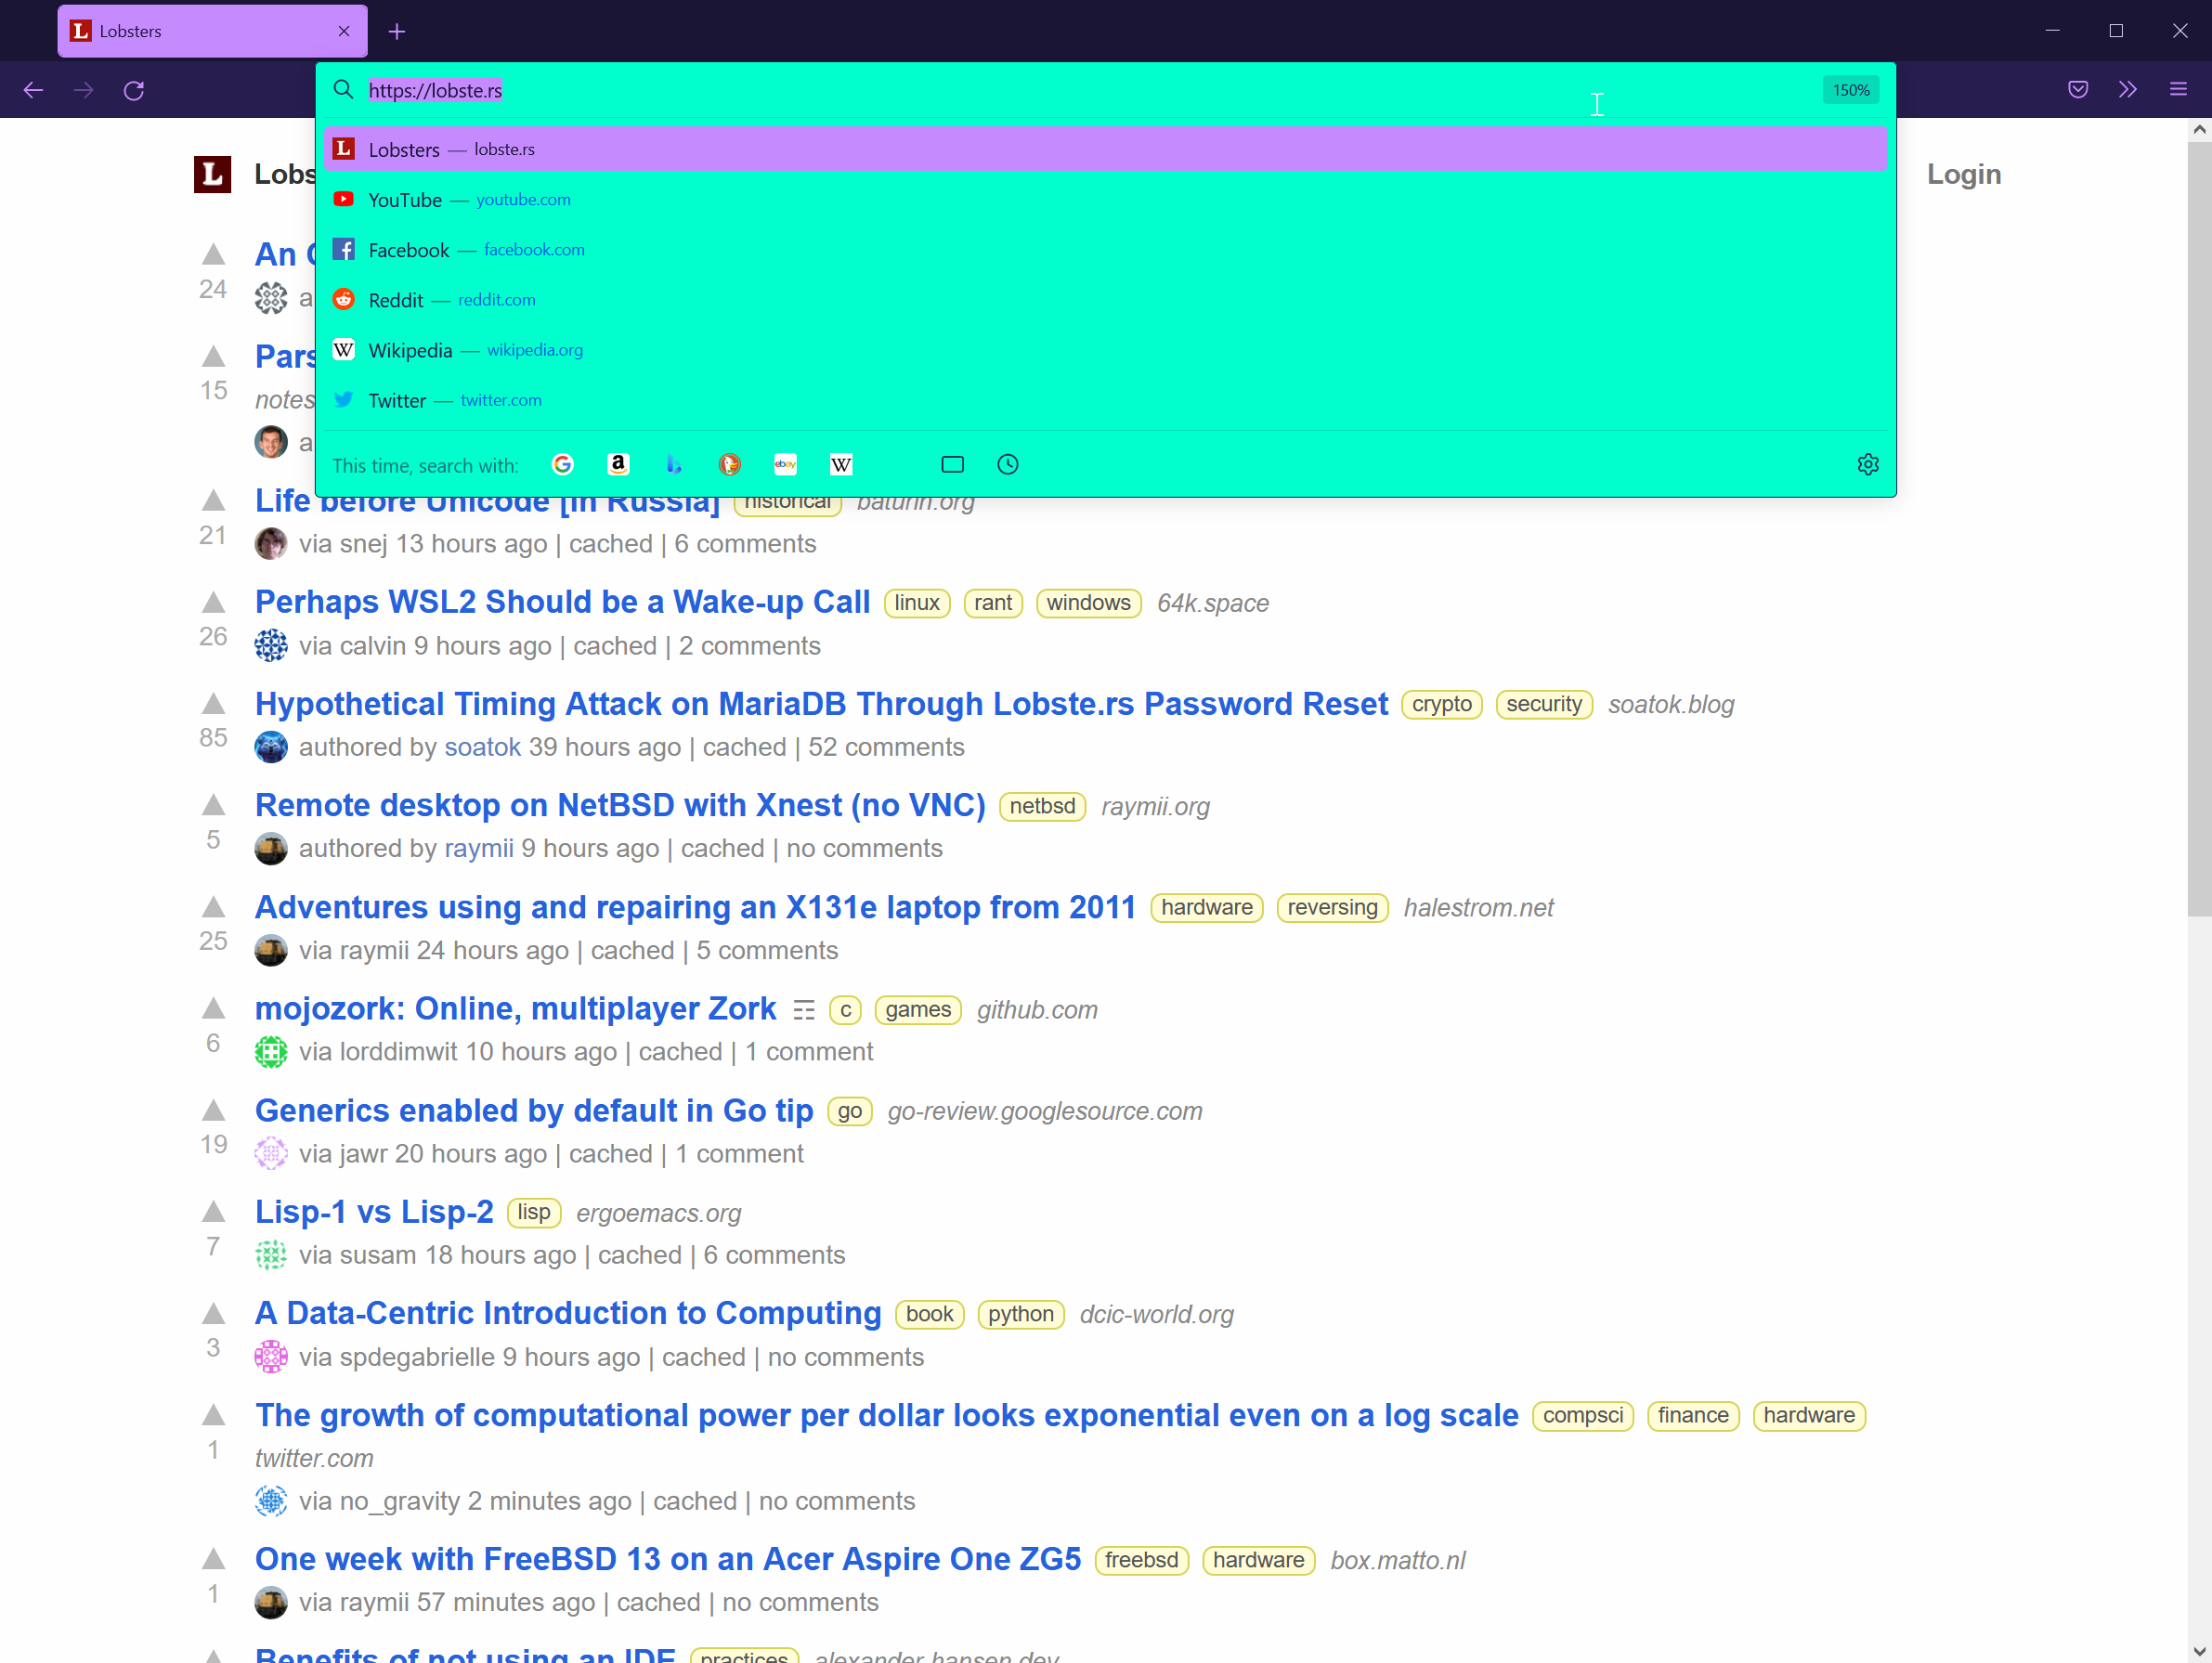 Lobsters
https://lobste.rs
150%
Lobsters — lobste.rs
YouTube — youtube.com
Facebook — facebook.com
Reddit — reddit.com
Wikipedia — wikipedia.org
Twitter — twitter.com
This time, search with:
Lobs
Login
An
24
a
Pars
15
notes
a
Life before Unicode [in Russia] historical baturin.org
21
via snej 13 hours ago | cached | 6 comments
Perhaps WSL2 Should be a Wake-up Call linux rant windows 64k.space
26
via calvin 9 hours ago | cached | 2 comments
Hypothetical Timing Attack on MariaDB Through Lobste.rs Password Reset crypto security soatok.blog
85
authored by soatok 39 hours ago | cached | 52 comments
Remote desktop on NetBSD with Xnest (no VNC) netbsd raymii.org
5
authored by raymii 9 hours ago | cached | no comments
Adventures using and repairing an X131e laptop from 2011 hardware reversing halestrom.net
25
via raymii 24 hours ago | cached | 5 comments
mojozork: Online, multiplayer Zork ☶ c games github.com
6
via lorddimwit 10 hours ago | cached | 1 comment
Generics enabled by default in Go tip go go-review.googlesource.com
19
via jawr 20 hours ago | cached | 1 comment
Lisp-1 vs Lisp-2 lisp ergoemacs.org
7
via susam 18 hours ago | cached | 6 comments
A Data-Centric Introduction to Computing book python dcic-world.org
3
via spdegabrielle 9 hours ago | cached | no comments
The growth of computational power per dollar looks exponential even on a log scale compsci finance hardware
twitter.com
1
via no_gravity 2 minutes ago | cached | no comments
One week with FreeBSD 13 on an Acer Aspire One ZG5 freebsd hardware box.matto.nl
1
via raymii 57 minutes ago | cached | no comments
Benefits of not using an IDE practices alexander-hansen.dev